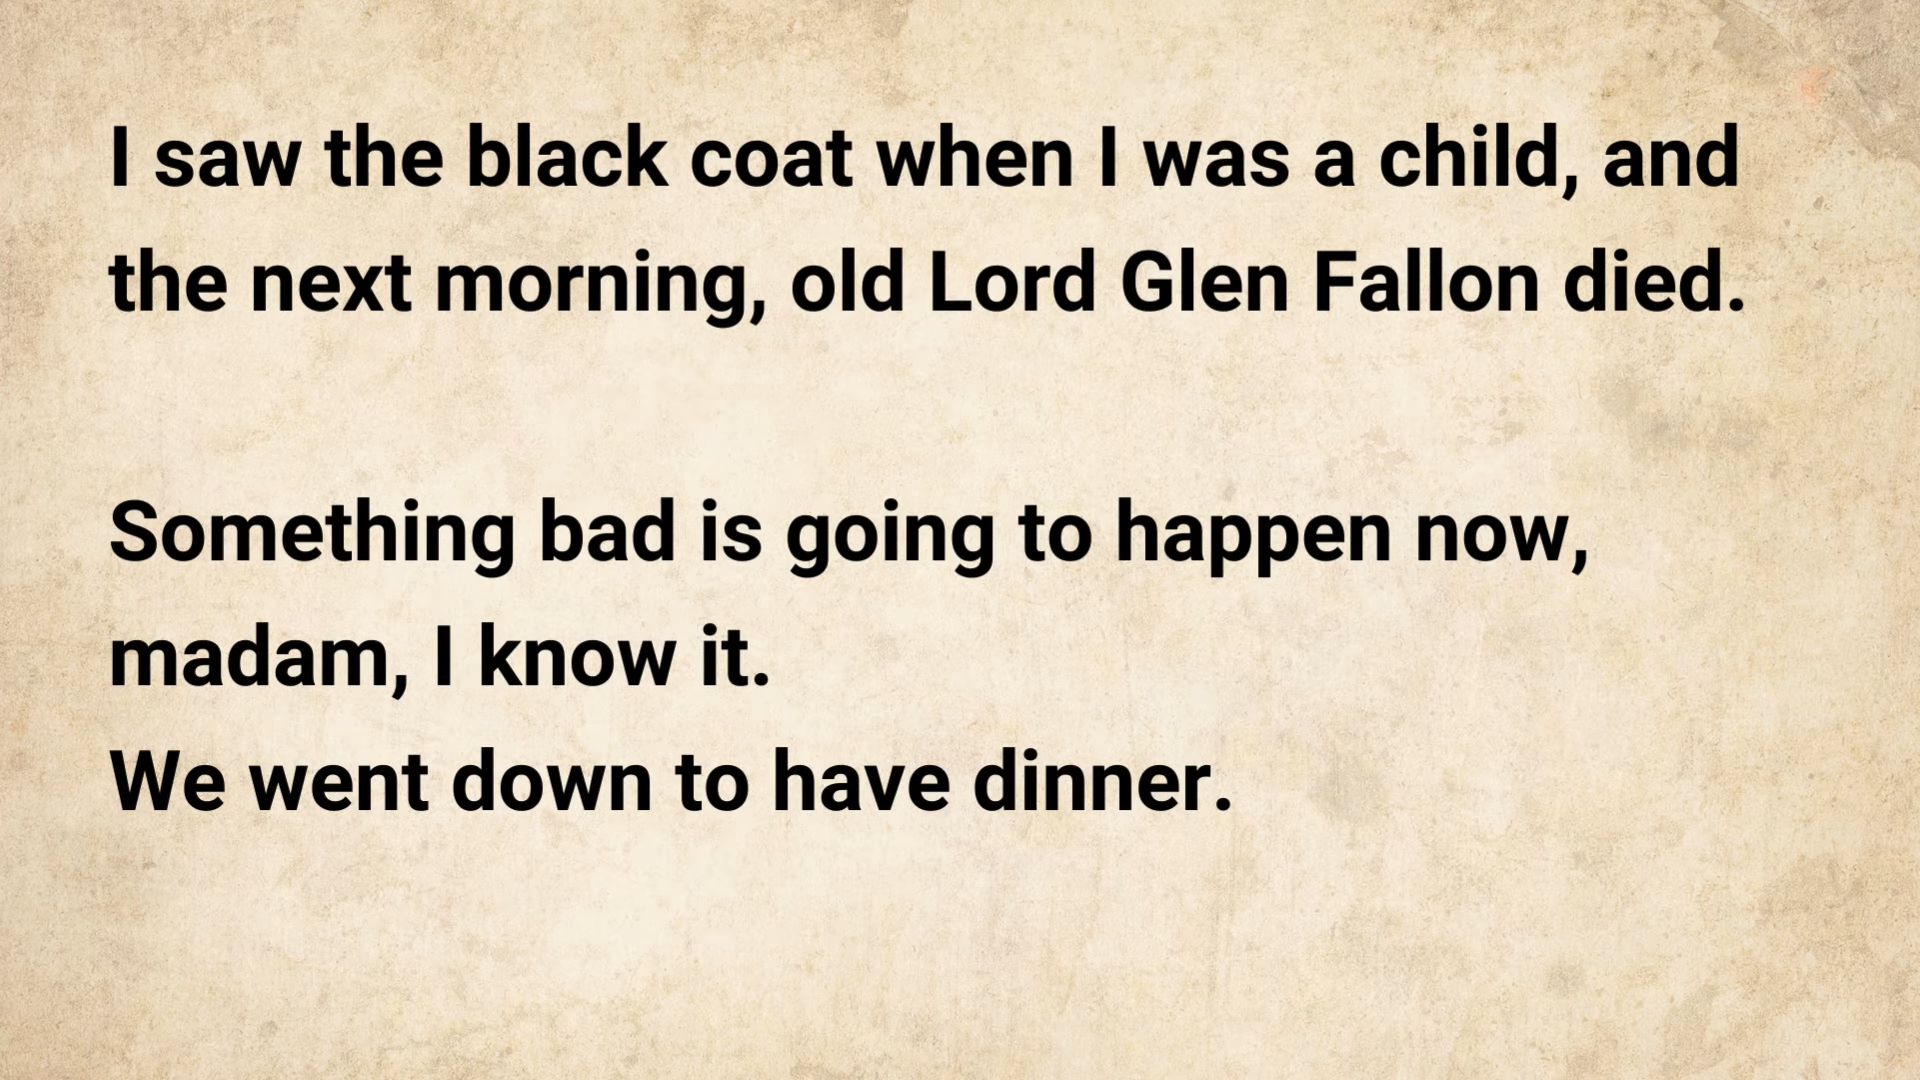 I saw the black coat when I was a child, and
the next morning, old Lord Glen Fallon died.
Something bad is going to happen now,
madam, I know it.
We went down to have dinner.